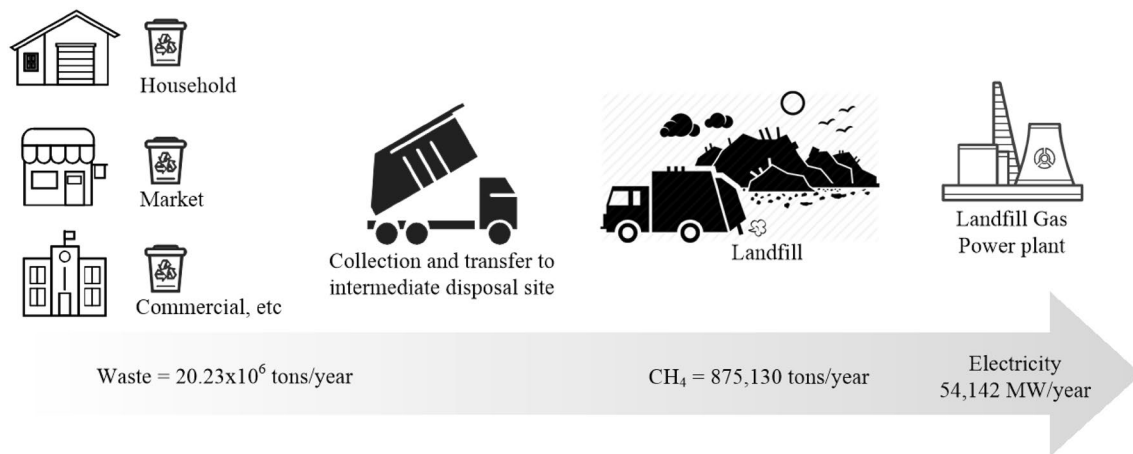 Household
Market
Commercial, etc
Collection and transfer to
intermediate disposal site
Landfill
Landfill Gas
Power plant
Waste = 20.23x10⁶ tons/year
CH₄ = 875,130 tons/year
Electricity
54,142 MW/year